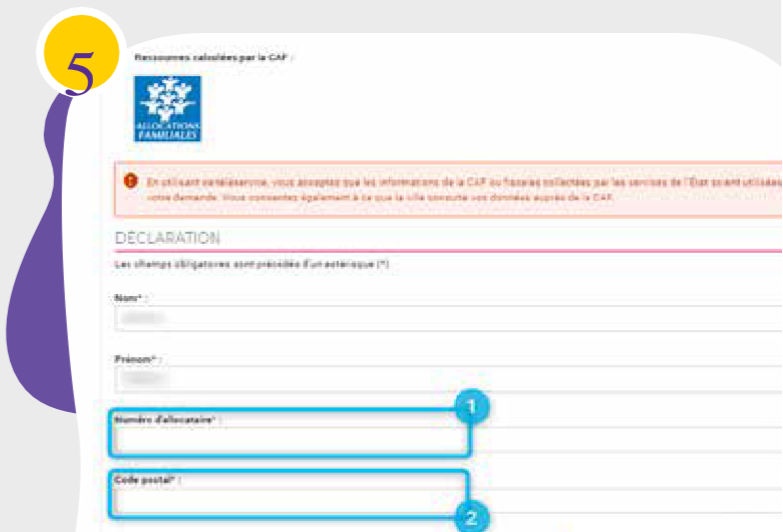 5
Ressources calculées par la CAF :
ALLOCATIONS
FAMILIALES
En utilisant ce téléservice, vous acceptez que les informations de la CAF ou fiscales collectées par les services de l'État soient utilisées
votre demande. Vous consentez également à ce que la ville consulte vos données auprès de la CAF.
DÉCLARATION
Les champs obligatoires sont précédés d'un astérisque (*)
Nom* :
Prénom* :
1
Numéro d'allocataire* :
Code postal* :
2